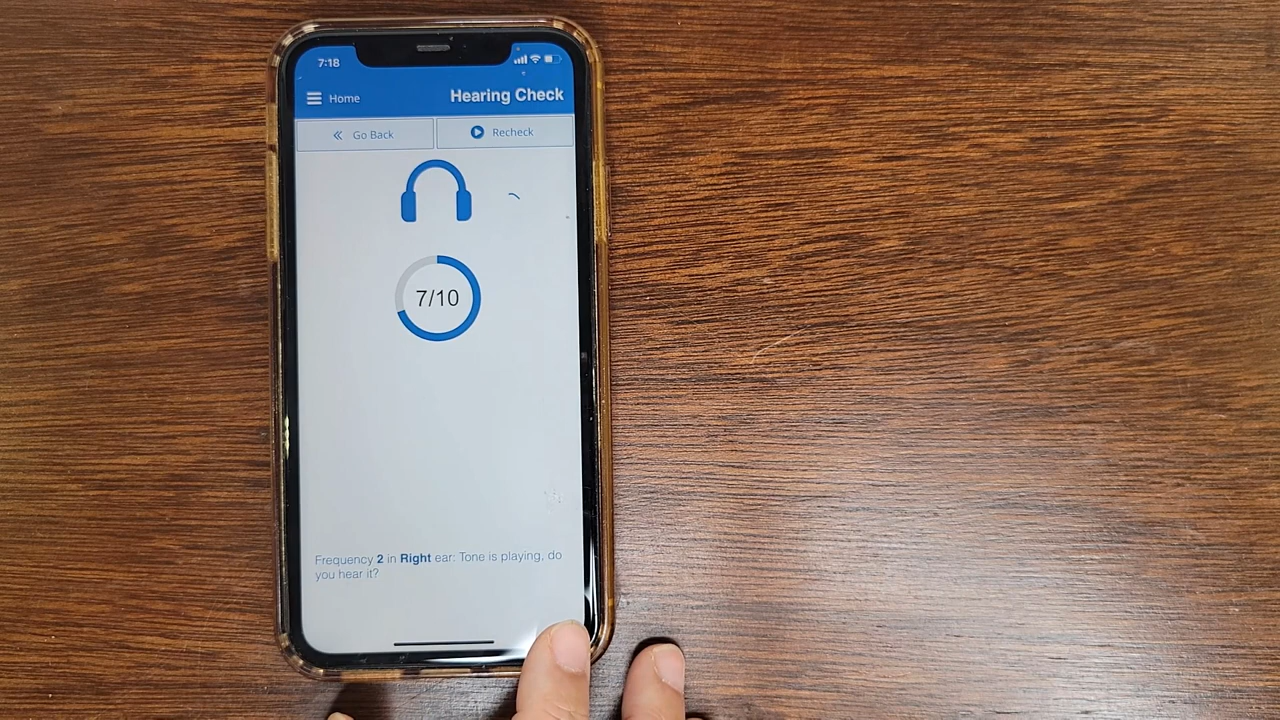 7:18
Home
Hearing Check
Go Back
Recheck
7/10
Frequency 2 in Right ear: Tone is playing, do
you hear it?